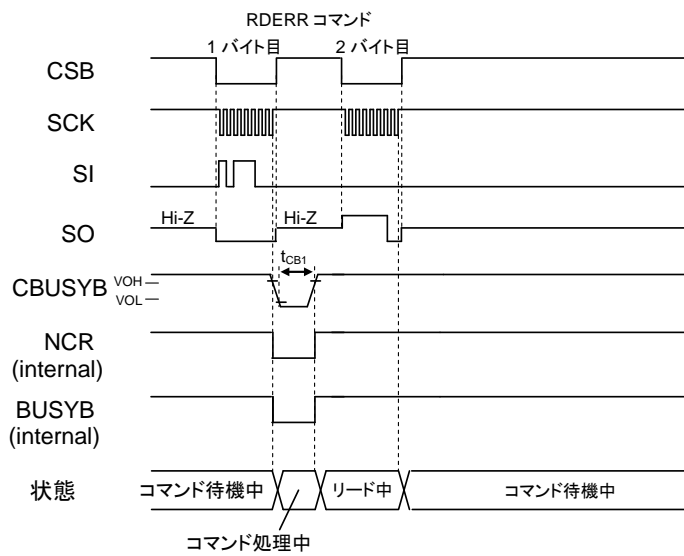 RDERR コマンド
1 バイト目
2 バイト目
CSB
SCK
SI
SO
Hi-Z
Hi-Z
tCB1
CBUSYB
VOH
VOL
NCR
(internal)
BUSYB
(internal)
状態
コマンド待機中
リード中
コマンド待機中
コマンド処理中